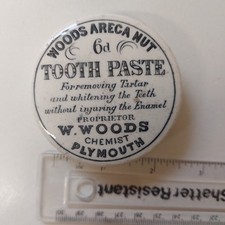 WOODS ARECA NUT
6d
TOOTH PASTE
For removing Tartar
and whitening the Teeth
without injuring the Enamel
PROPRIETOR
W. WOODS
CHEMIST
PLYMOUTH
Shatter Resistant